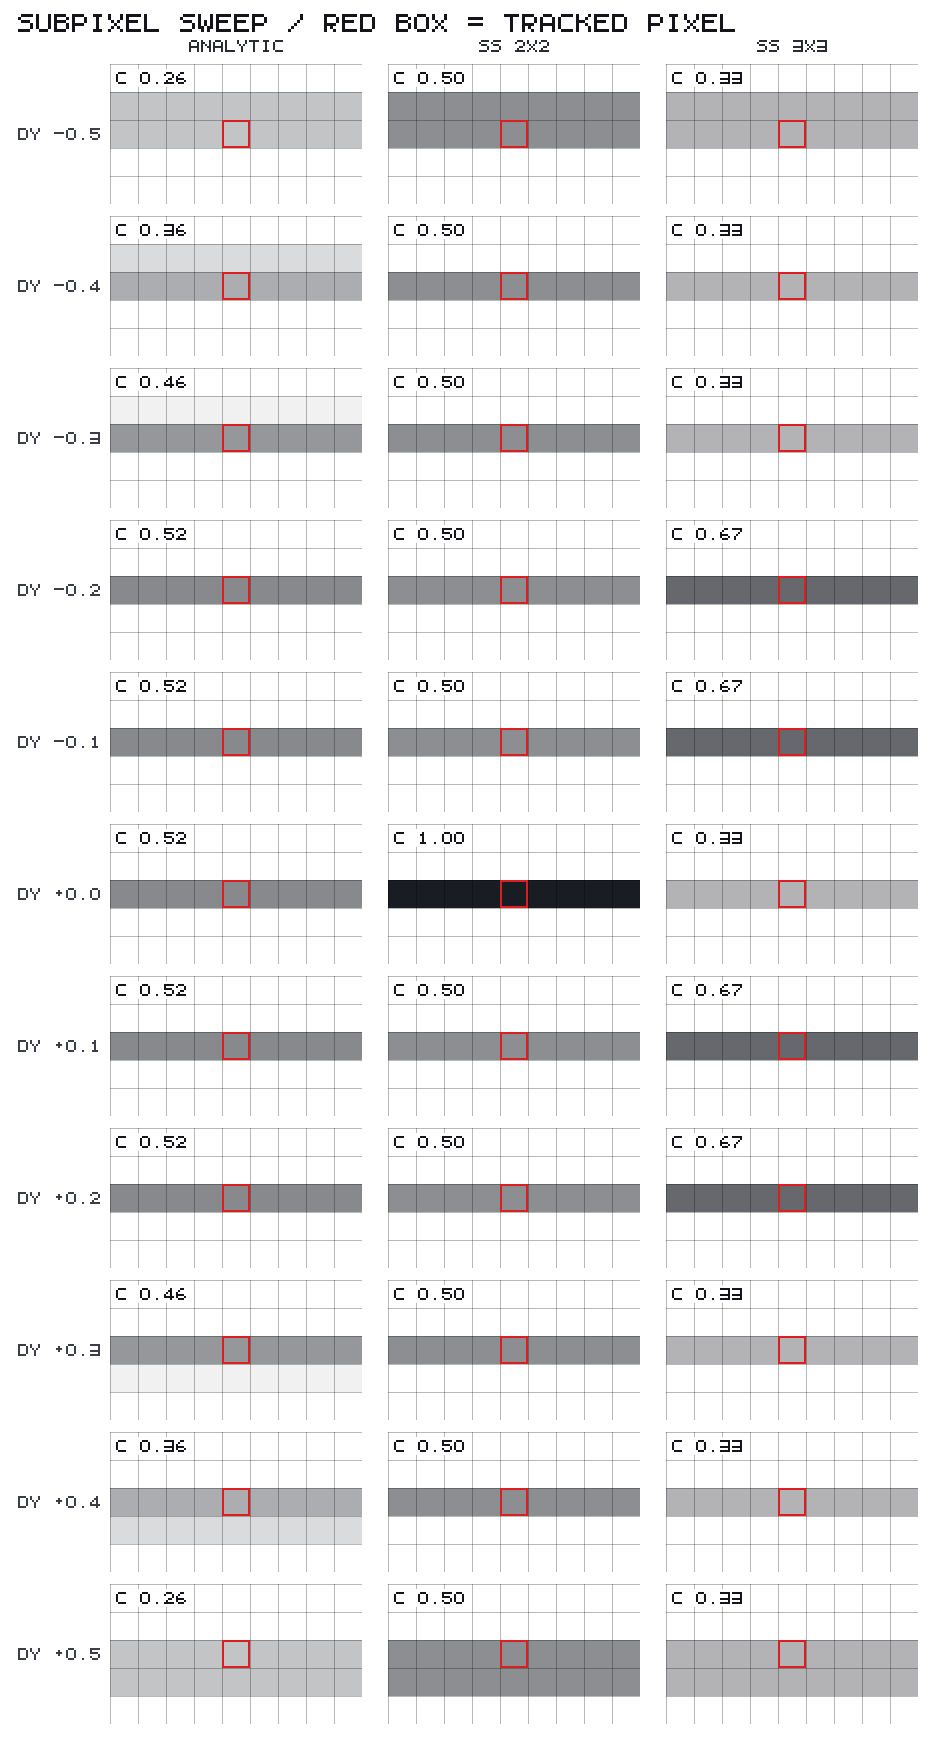 SUBPIXEL SWEEP / RED BOX = TRACKED PIXEL
ANALYTIC SS 2X2 SS 3X3
C 0.26 C 0.50 C 0.33
DY -0.5
C 0.36 C 0.50 C 0.33
DY -0.4
C 0.46 C 0.50 C 0.33
DY -0.3
C 0.52 C 0.50 C 0.67
DY -0.2
C 0.52 C 0.50 C 0.67
DY -0.1
C 0.52 C 1.00 C 0.33
DY +0.0
C 0.52 C 0.50 C 0.67
DY +0.1
C 0.52 C 0.50 C 0.67
DY +0.2
C 0.46 C 0.50 C 0.33
DY +0.3
C 0.36 C 0.50 C 0.33
DY +0.4
C 0.26 C 0.50 C 0.33
DY +0.5